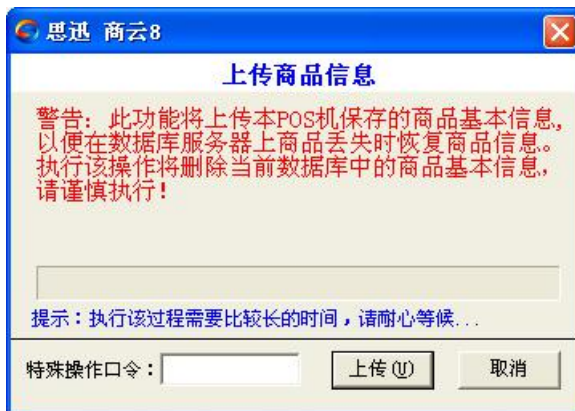 思迅 商云8
上传商品信息
警告：此功能将上传本POS机保存的商品基本信息,
以便在数据库服务器上商品丢失时恢复商品信息。
执行该操作将删除当前数据库中的商品基本信息,
请谨慎执行!
提示：执行该过程需要比较长的时间，请耐心等候...
特殊操作口令： 上传(U) 取消